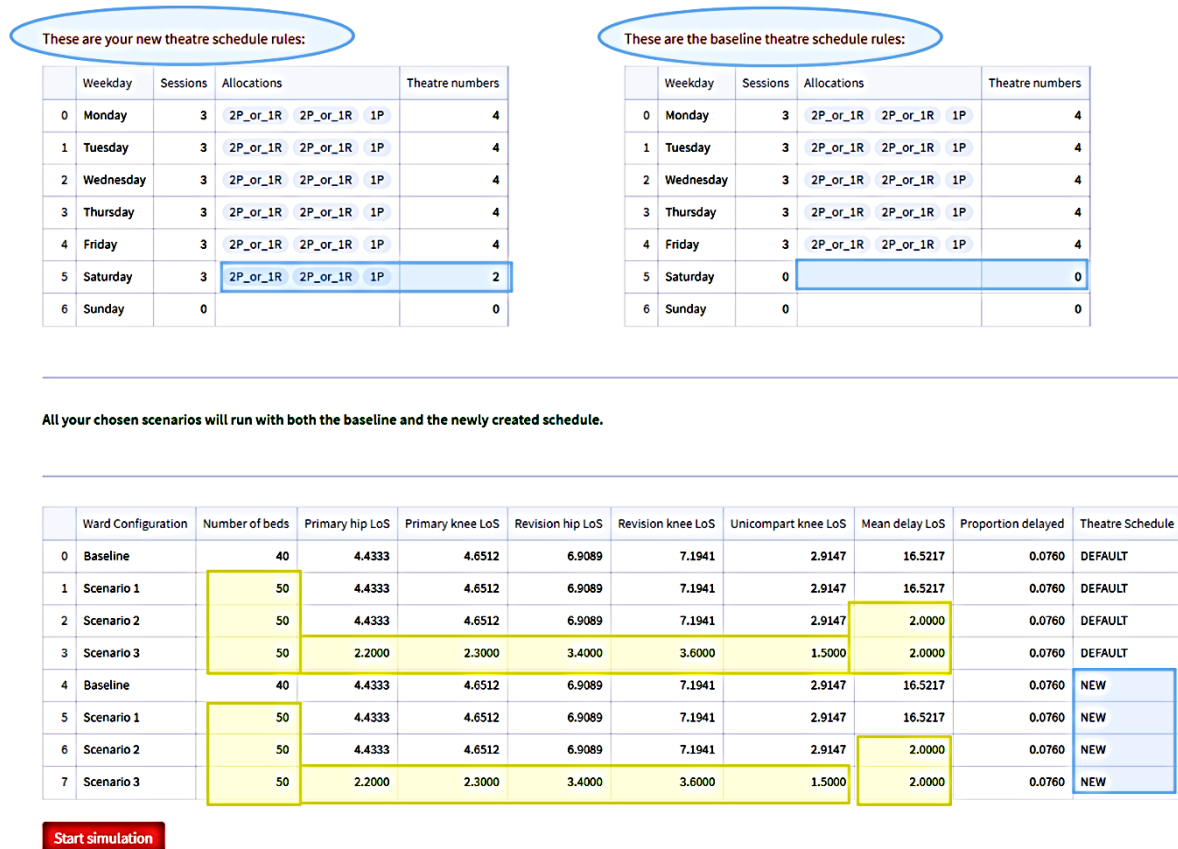 These are your new theatre schedule rules:
Weekday Sessions Allocations Theatre numbers
0 Monday 3 2P_or_1R 2P_or_1R 1P 4
1 Tuesday 3 2P_or_1R 2P_or_1R 1P 4
2 Wednesday 3 2P_or_1R 2P_or_1R 1P 4
3 Thursday 3 2P_or_1R 2P_or_1R 1P 4
4 Friday 3 2P_or_1R 2P_or_1R 1P 4
5 Saturday 3 2P_or_1R 2P_or_1R 1P 2
6 Sunday 0 0
These are the baseline theatre schedule rules:
Weekday Sessions Allocations Theatre numbers
0 Monday 3 2P_or_1R 2P_or_1R 1P 4
1 Tuesday 3 2P_or_1R 2P_or_1R 1P 4
2 Wednesday 3 2P_or_1R 2P_or_1R 1P 4
3 Thursday 3 2P_or_1R 2P_or_1R 1P 4
4 Friday 3 2P_or_1R 2P_or_1R 1P 4
5 Saturday 0 0
6 Sunday 0 0
All your chosen scenarios will run with both the baseline and the newly created schedule.
Ward Configuration Number of beds Primary hip LoS Primary knee LoS Revision hip LoS Revision knee LoS Unicompart knee LoS Mean delay LoS Proportion delayed Theatre Schedule
0 Baseline 40 4.4333 4.6512 6.9089 7.1941 2.9147 16.5217 0.0760 DEFAULT
1 Scenario 1 50 4.4333 4.6512 6.9089 7.1941 2.9147 16.5217 0.0760 DEFAULT
2 Scenario 2 50 4.4333 4.6512 6.9089 7.1941 2.9147 2.0000 0.0760 DEFAULT
3 Scenario 3 50 2.2000 2.3000 3.4000 3.6000 1.5000 2.0000 0.0760 DEFAULT
4 Baseline 40 4.4333 4.6512 6.9089 7.1941 2.9147 16.5217 0.0760 NEW
5 Scenario 1 50 4.4333 4.6512 6.9089 7.1941 2.9147 16.5217 0.0760 NEW
6 Scenario 2 50 4.4333 4.6512 6.9089 7.1941 2.9147 2.0000 0.0760 NEW
7 Scenario 3 50 2.2000 2.3000 3.4000 3.6000 1.5000 2.0000 0.0760 NEW
Start simulation